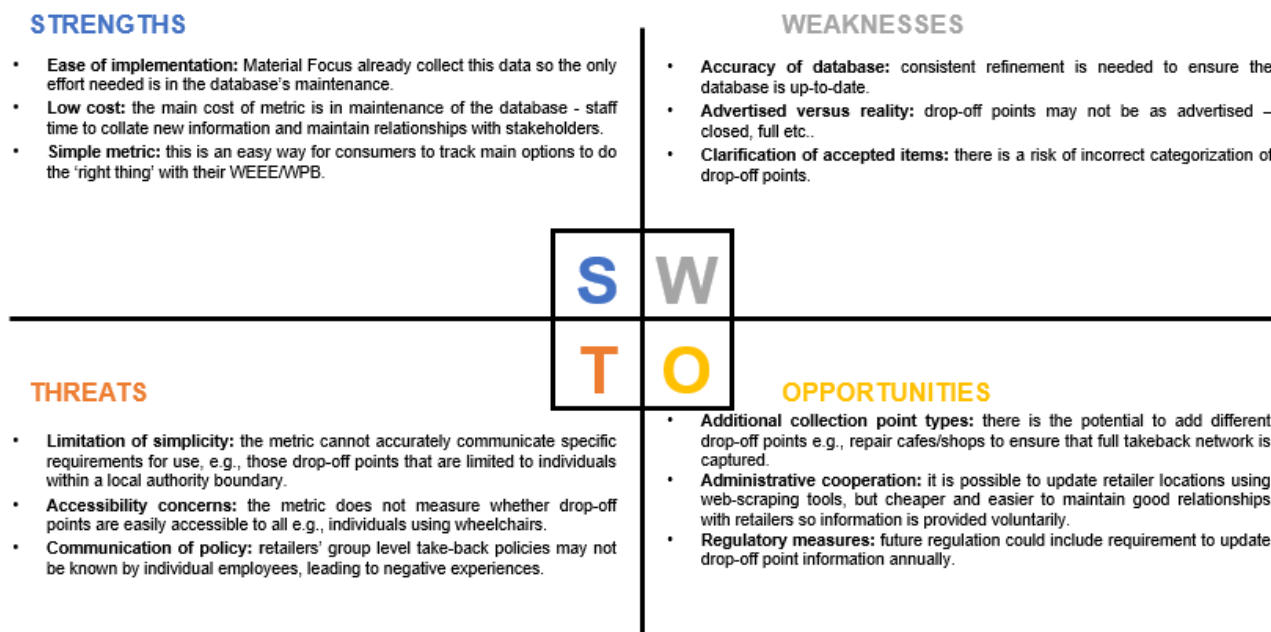 STRENGTHS
• Ease of implementation: Material Focus already collect this data so the only
effort needed is in the database's maintenance.
• Low cost: the main cost of metric is in maintenance of the database - staff
time to collate new information and maintain relationships with stakeholders.
• Simple metric: this is an easy way for consumers to track main options to do
the 'right thing' with their WEEE/WPB.
WEAKNESSES
• Accuracy of database: consistent refinement is needed to ensure the
database is up-to-date.
• Advertised versus reality: drop-off points may not be as advertised –
closed, full etc..
• Clarification of accepted items: there is a risk of incorrect categorization of
drop-off points.
S W
T O
THREATS
• Limitation of simplicity: the metric cannot accurately communicate specific
requirements for use, e.g., those drop-off points that are limited to individuals
within a local authority boundary.
• Accessibility concerns: the metric does not measure whether drop-off
points are easily accessible to all e.g., individuals using wheelchairs.
• Communication of policy: retailers' group level take-back policies may not
be known by individual employees, leading to negative experiences.
OPPORTUNITIES
• Additional collection point types: there is the potential to add different
drop-off points e.g., repair cafes/shops to ensure that full takeback network is
captured.
• Administrative cooperation: it is possible to update retailer locations using
web-scraping tools, but cheaper and easier to maintain good relationships
with retailers so information is provided voluntarily.
• Regulatory measures: future regulation could include requirement to update
drop-off point information annually.